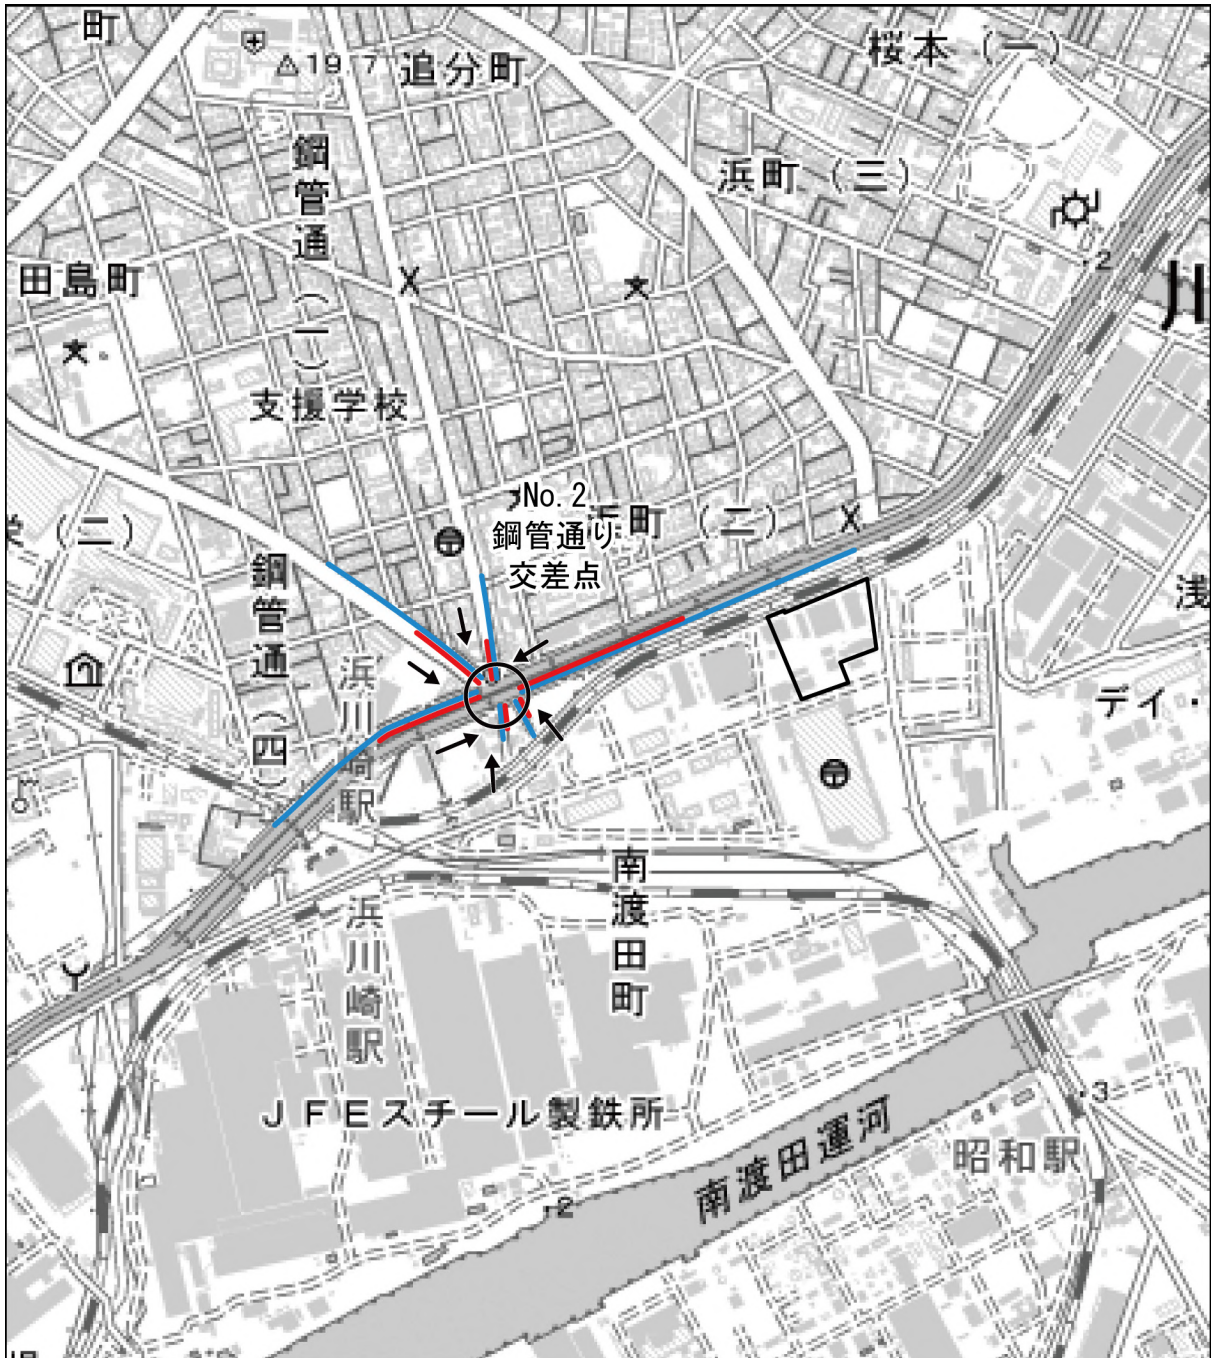 町
△19.7
追分町
桜本(一)
鋼管通(一)
浜町(三)
2
田島町
川
支援学校
No.2
鋼管通り
交差点
浜町(二)
(二)
鋼管通(四)
浅
浜川崎駅
ディ・
南渡田町
浜川崎駅
JFEスチール製鉄所
南渡田運河
昭和駅
3
2